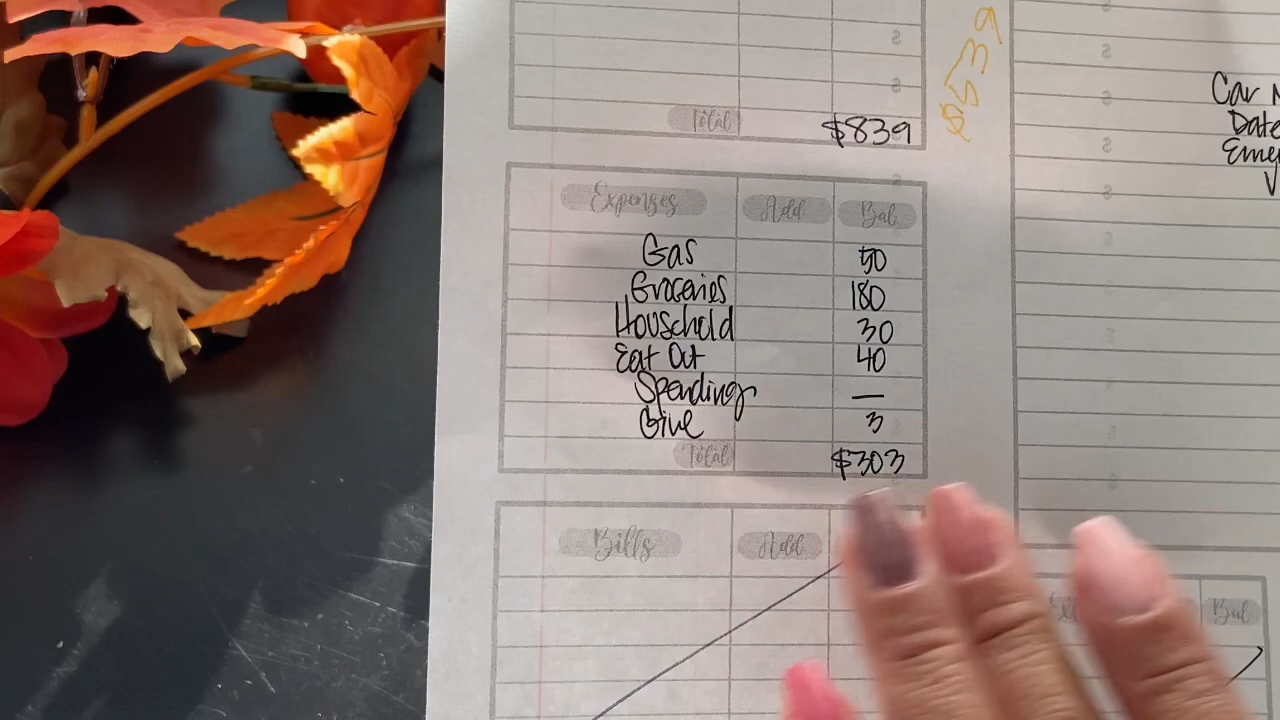 Total $839
$539
Car
Date
Expenses Add Bal
Gas 50
Groceries 180
Household 30
Eat Out 40
Spending —
Give 3
Total $303
Bills Add
Bal